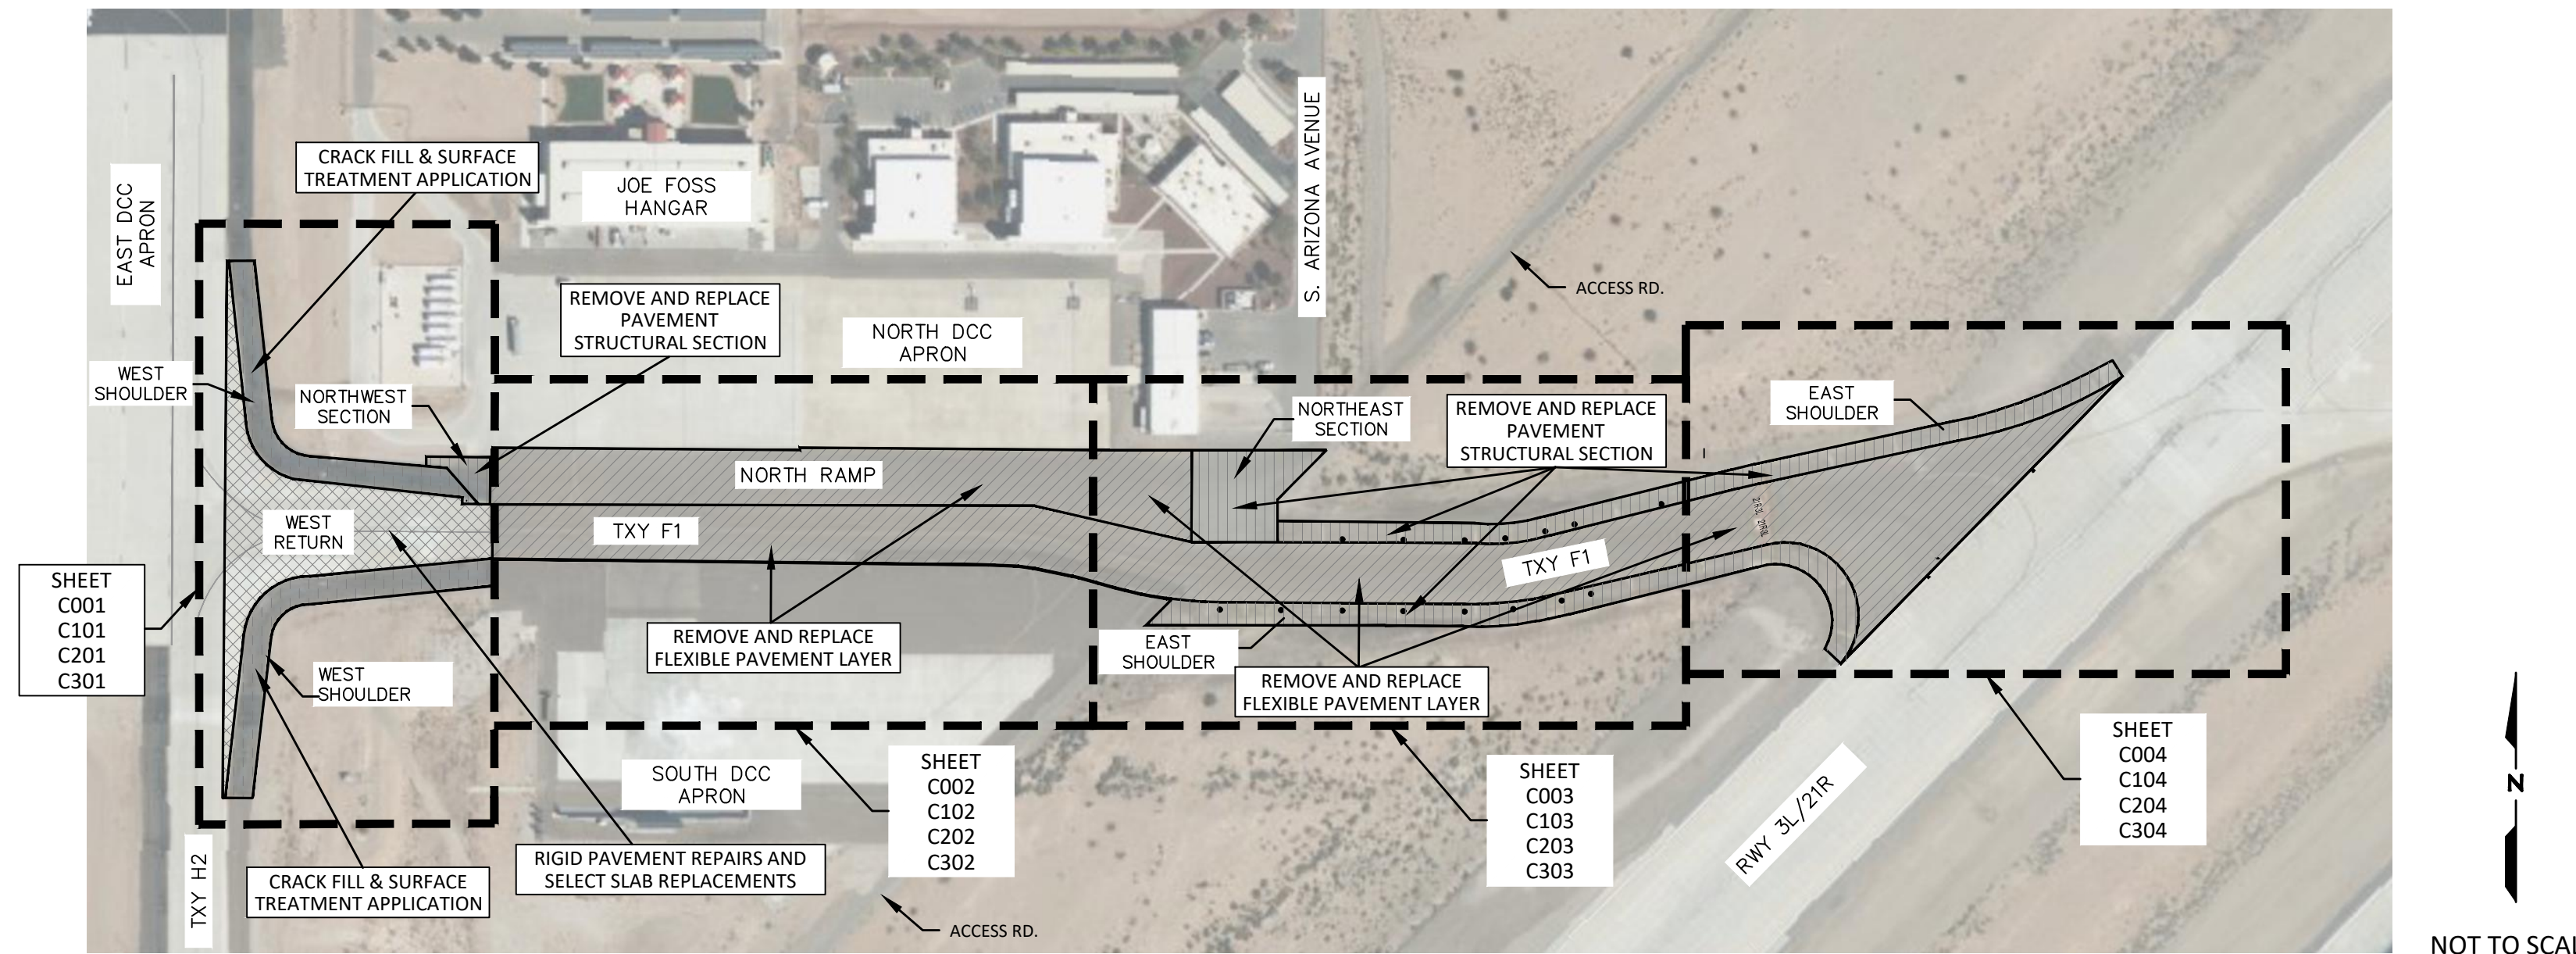 CRACK FILL & SURFACE
TREATMENT APPLICATION
JOE FOSS
HANGAR
EAST DCC
APRON
S. ARIZONA AVENUE
ACCESS RD.
REMOVE AND REPLACE
PAVEMENT
STRUCTURAL SECTION
NORTH DCC
APRON
WEST
SHOULDER
NORTHWEST
SECTION
NORTHEAST
SECTION
REMOVE AND REPLACE
PAVEMENT
STRUCTURAL SECTION
EAST
SHOULDER
NORTH RAMP
WEST
RETURN
TXY F1
TXY F1
SHEET
C001
C101
C201
C301
REMOVE AND REPLACE
FLEXIBLE PAVEMENT LAYER
EAST
SHOULDER
WEST
SHOULDER
REMOVE AND REPLACE
FLEXIBLE PAVEMENT LAYER
SOUTH DCC
APRON
SHEET
C002
C102
C202
C302
SHEET
C003
C103
C203
C303
RWY 3L/21R
SHEET
C004
C104
C204
C304
N
TXY H2
CRACK FILL & SURFACE
TREATMENT APPLICATION
RIGID PAVEMENT REPAIRS AND
SELECT SLAB REPLACEMENTS
ACCESS RD.
NOT TO SCAL